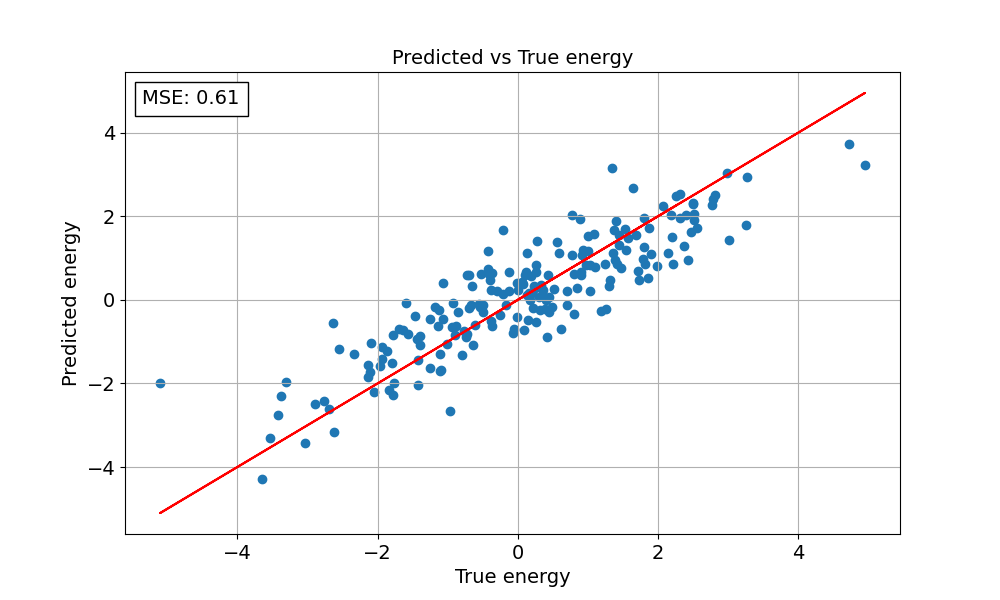 Predicted vs True energy
MSE: 0.61
Predicted energy
4
2
0
−2
−4
−4 −2 0 2 4
True energy